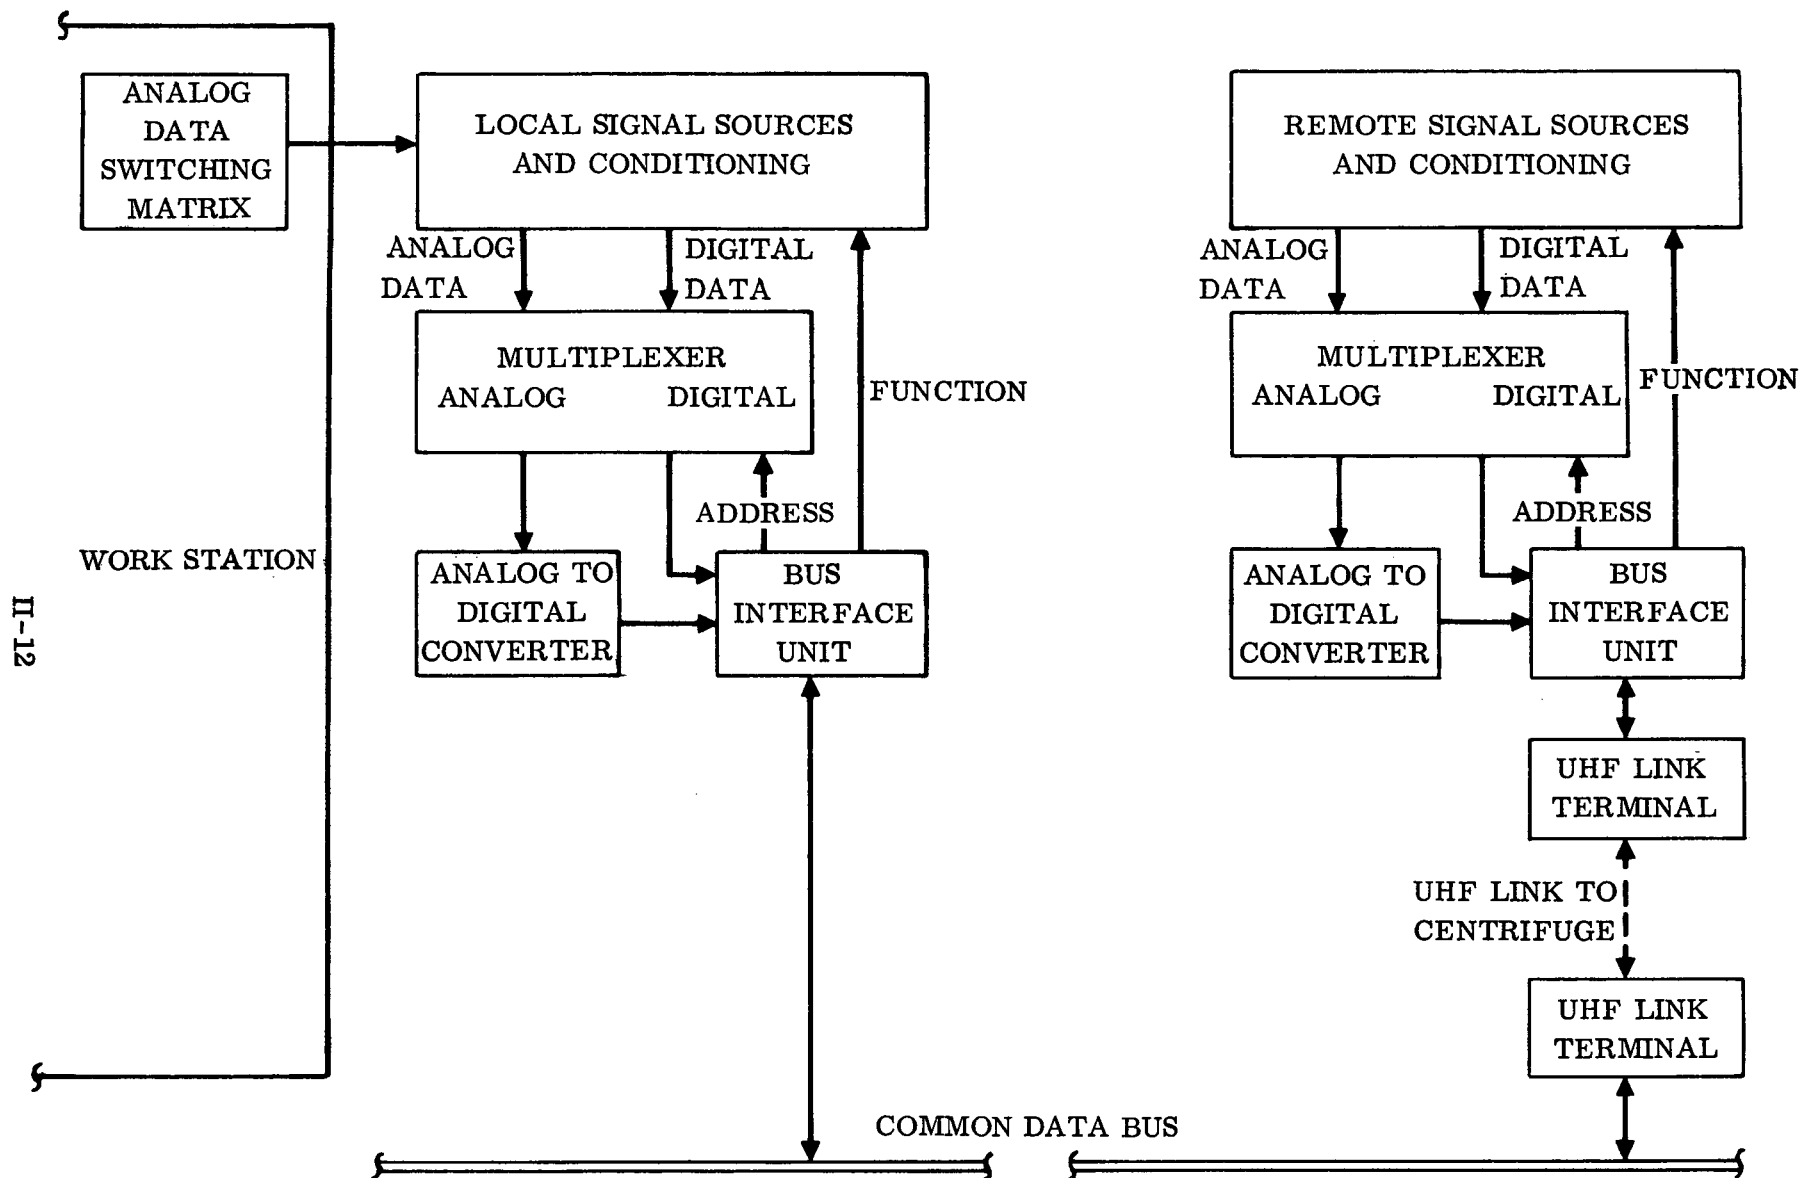 ANALOG
DATA
SWITCHING
MATRIX
LOCAL SIGNAL SOURCES
AND CONDITIONING
REMOTE SIGNAL SOURCES
AND CONDITIONING
ANALOG
DATA
DIGITAL
DATA
ANALOG
DATA
DIGITAL
DATA
MULTIPLEXER
ANALOG DIGITAL
FUNCTION
MULTIPLEXER
ANALOG DIGITAL
FUNCTION
ADDRESS
ADDRESS
WORK STATION
ANALOG TO
DIGITAL
CONVERTER
BUS
INTERFACE
UNIT
ANALOG TO
DIGITAL
CONVERTER
BUS
INTERFACE
UNIT
II-12
UHF LINK
TERMINAL
UHF LINK TO
CENTRIFUGE
UHF LINK
TERMINAL
COMMON DATA BUS